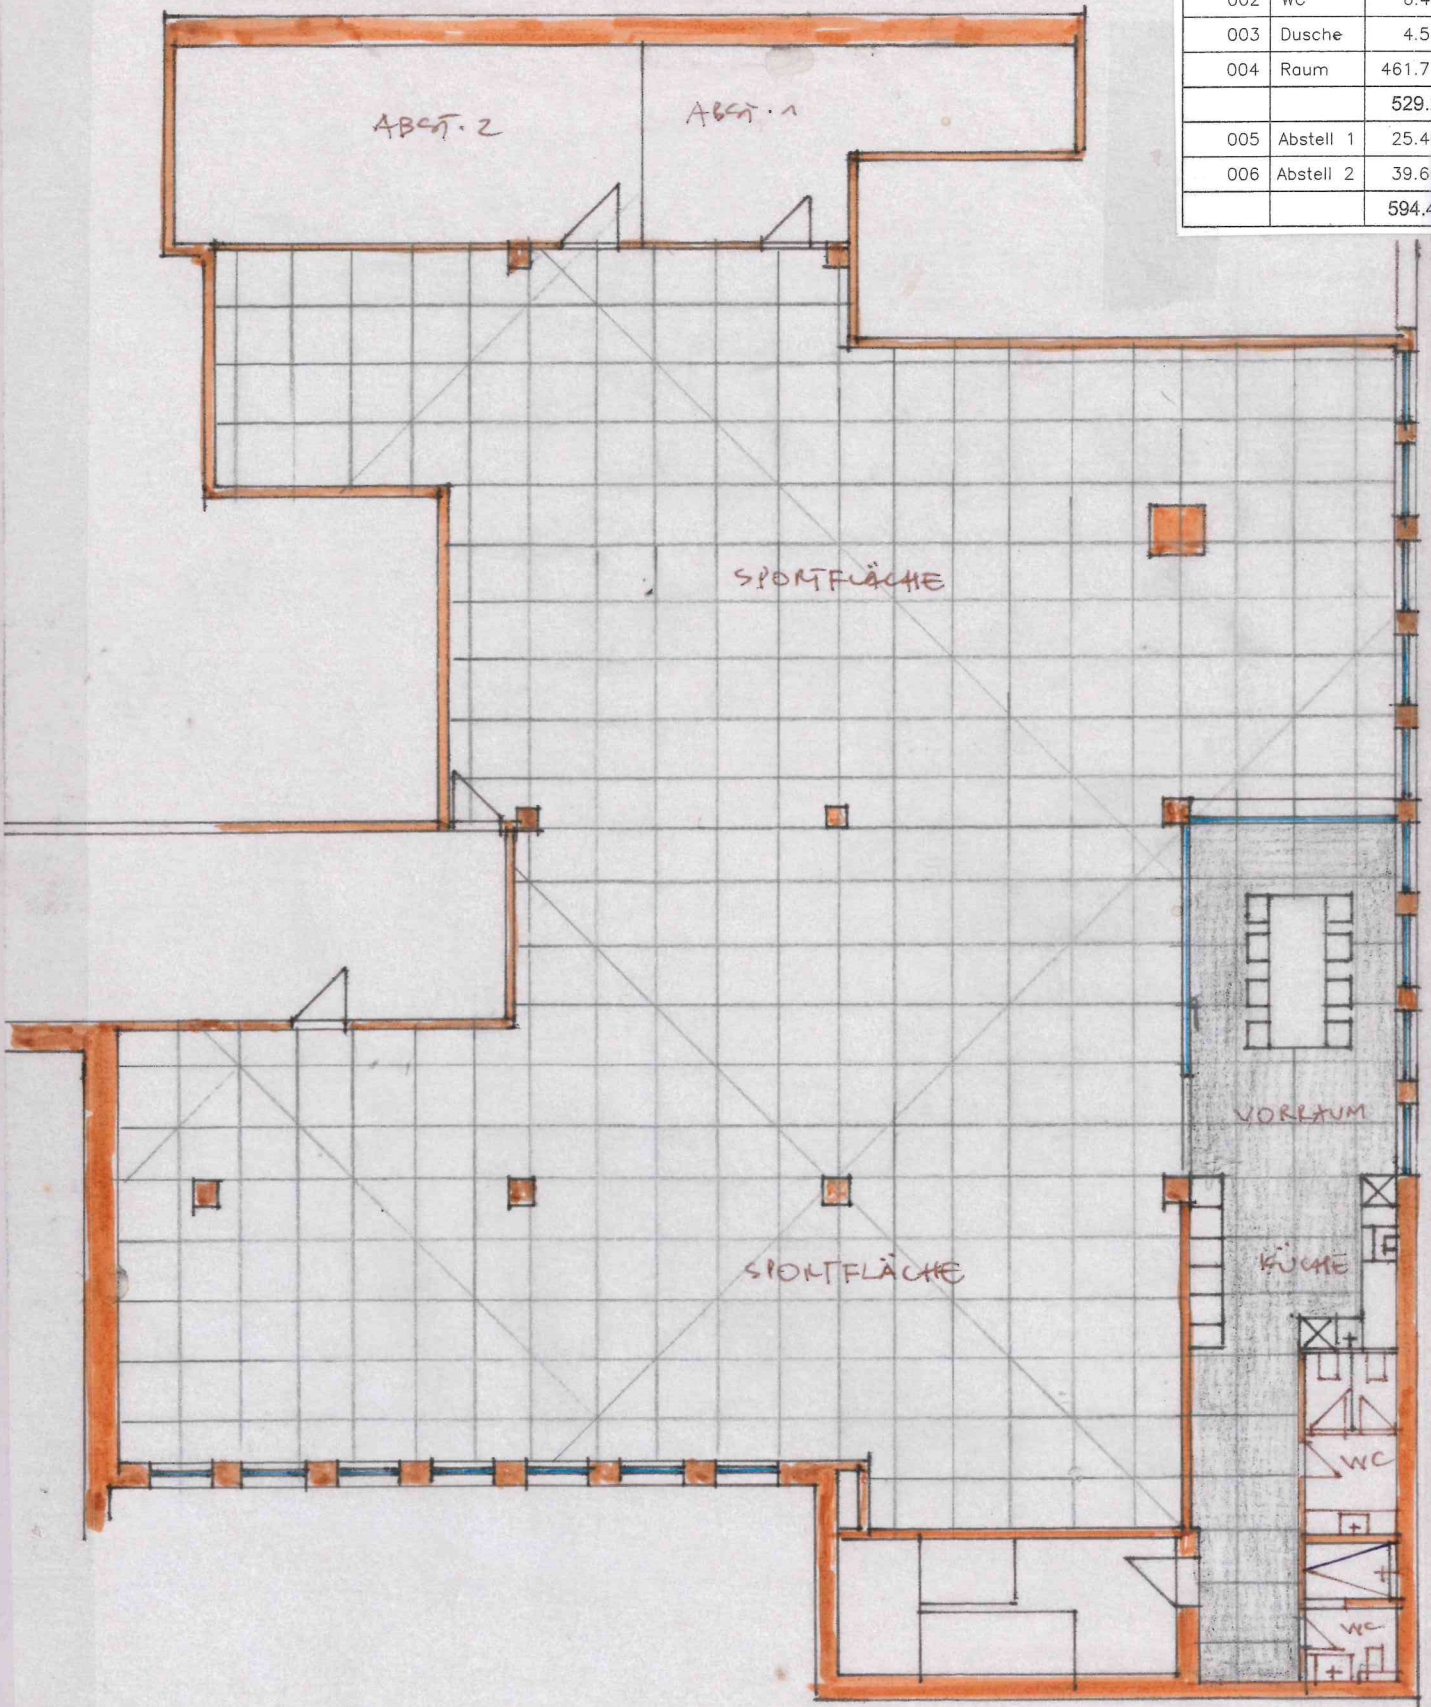 002 WC
003 Dusche 4.5
004 Raum 461.7
529.
005 Abstell 1 25.4
006 Abstell 2 39.6
594.4
ABST. 2
ABST. 1
SPORTFLÄCHE
VORRAUM
SPORTFLÄCHE
KÜCHE
WC
WC